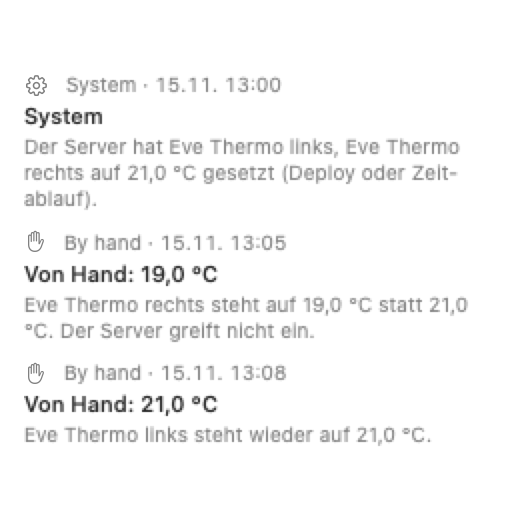 System · 15.11. 13:00
System
Der Server hat Eve Thermo links, Eve Thermo
rechts auf 21,0 °C gesetzt (Deploy oder Zeit-
ablauf).
By hand · 15.11. 13:05
Von Hand: 19,0 °C
Eve Thermo rechts steht auf 19,0 °C statt 21,0
°C. Der Server greift nicht ein.
By hand · 15.11. 13:08
Von Hand: 21,0 °C
Eve Thermo links steht wieder auf 21,0 °C.